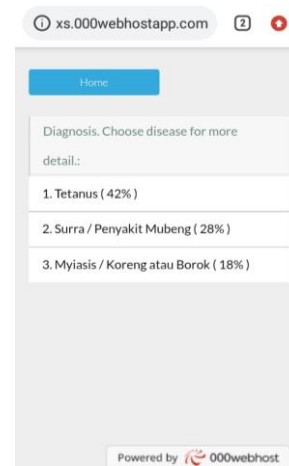 xs.000webhostapp.com 2
Home
Diagnosis. Choose disease for more
detail.:
1. Tetanus ( 42% )
2. Surra / Penyakit Mubeng ( 28% )
3. Myiasis / Koreng atau Borok ( 18% )
Powered by 000webhost